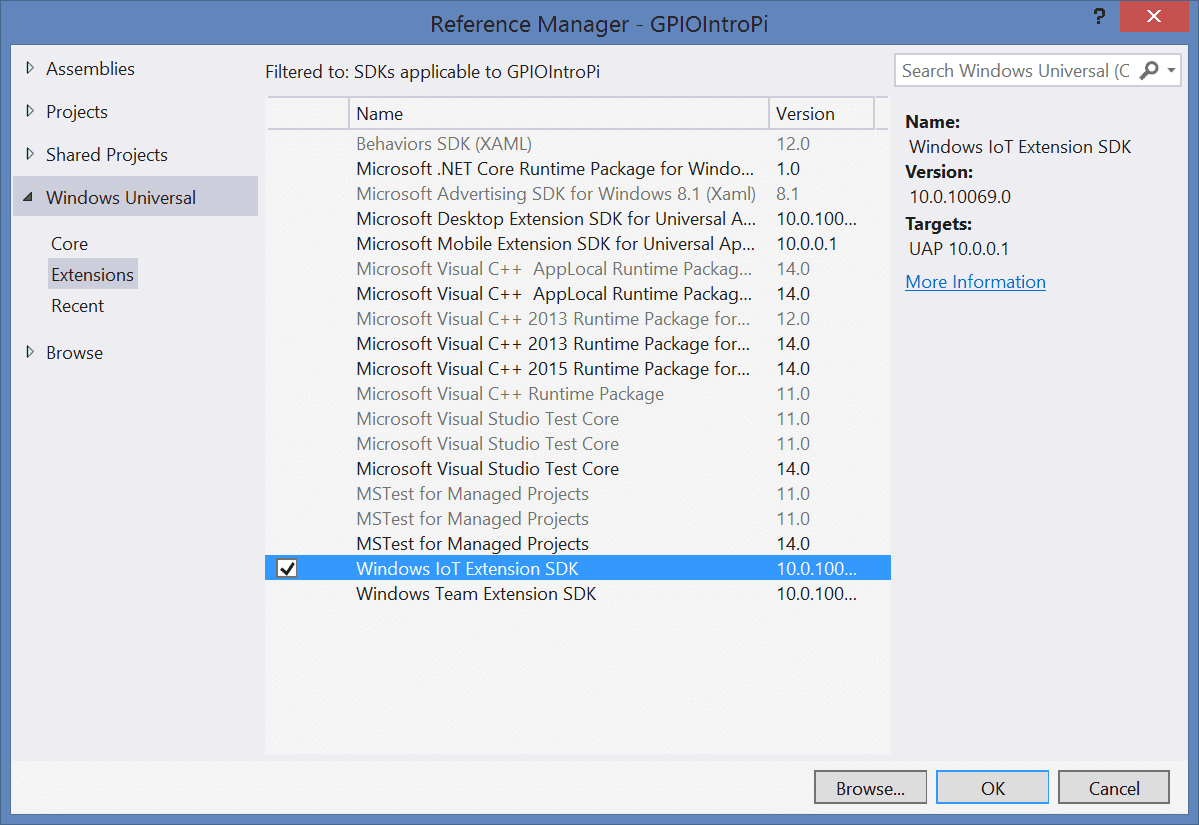 Reference Manager - GPIOIntroPi
?
Assemblies
Projects
Shared Projects
Windows Universal
Core
Extensions
Recent
Browse
Filtered to: SDKs applicable to GPIOIntroPi
Name Version
Behaviors SDK (XAML) 12.0
Microsoft .NET Core Runtime Package for Windo... 1.0
Microsoft Advertising SDK for Windows 8.1 (Xaml) 8.1
Microsoft Desktop Extension SDK for Universal A... 10.0.100...
Microsoft Mobile Extension SDK for Universal Ap... 10.0.0.1
Microsoft Visual C++  AppLocal Runtime Packag... 14.0
Microsoft Visual C++  AppLocal Runtime Packag... 14.0
Microsoft Visual C++ 2013 Runtime Package for... 12.0
Microsoft Visual C++ 2013 Runtime Package for... 14.0
Microsoft Visual C++ 2015 Runtime Package for... 14.0
Microsoft Visual C++ Runtime Package 11.0
Microsoft Visual Studio Test Core 11.0
Microsoft Visual Studio Test Core 11.0
Microsoft Visual Studio Test Core 14.0
MSTest for Managed Projects 11.0
MSTest for Managed Projects 11.0
MSTest for Managed Projects 14.0
Windows IoT Extension SDK 10.0.100...
Windows Team Extension SDK 10.0.100...
Search Windows Universal (C
Name:
Windows IoT Extension SDK
Version:
10.0.10069.0
Targets:
UAP 10.0.0.1
More Information
Browse... OK Cancel